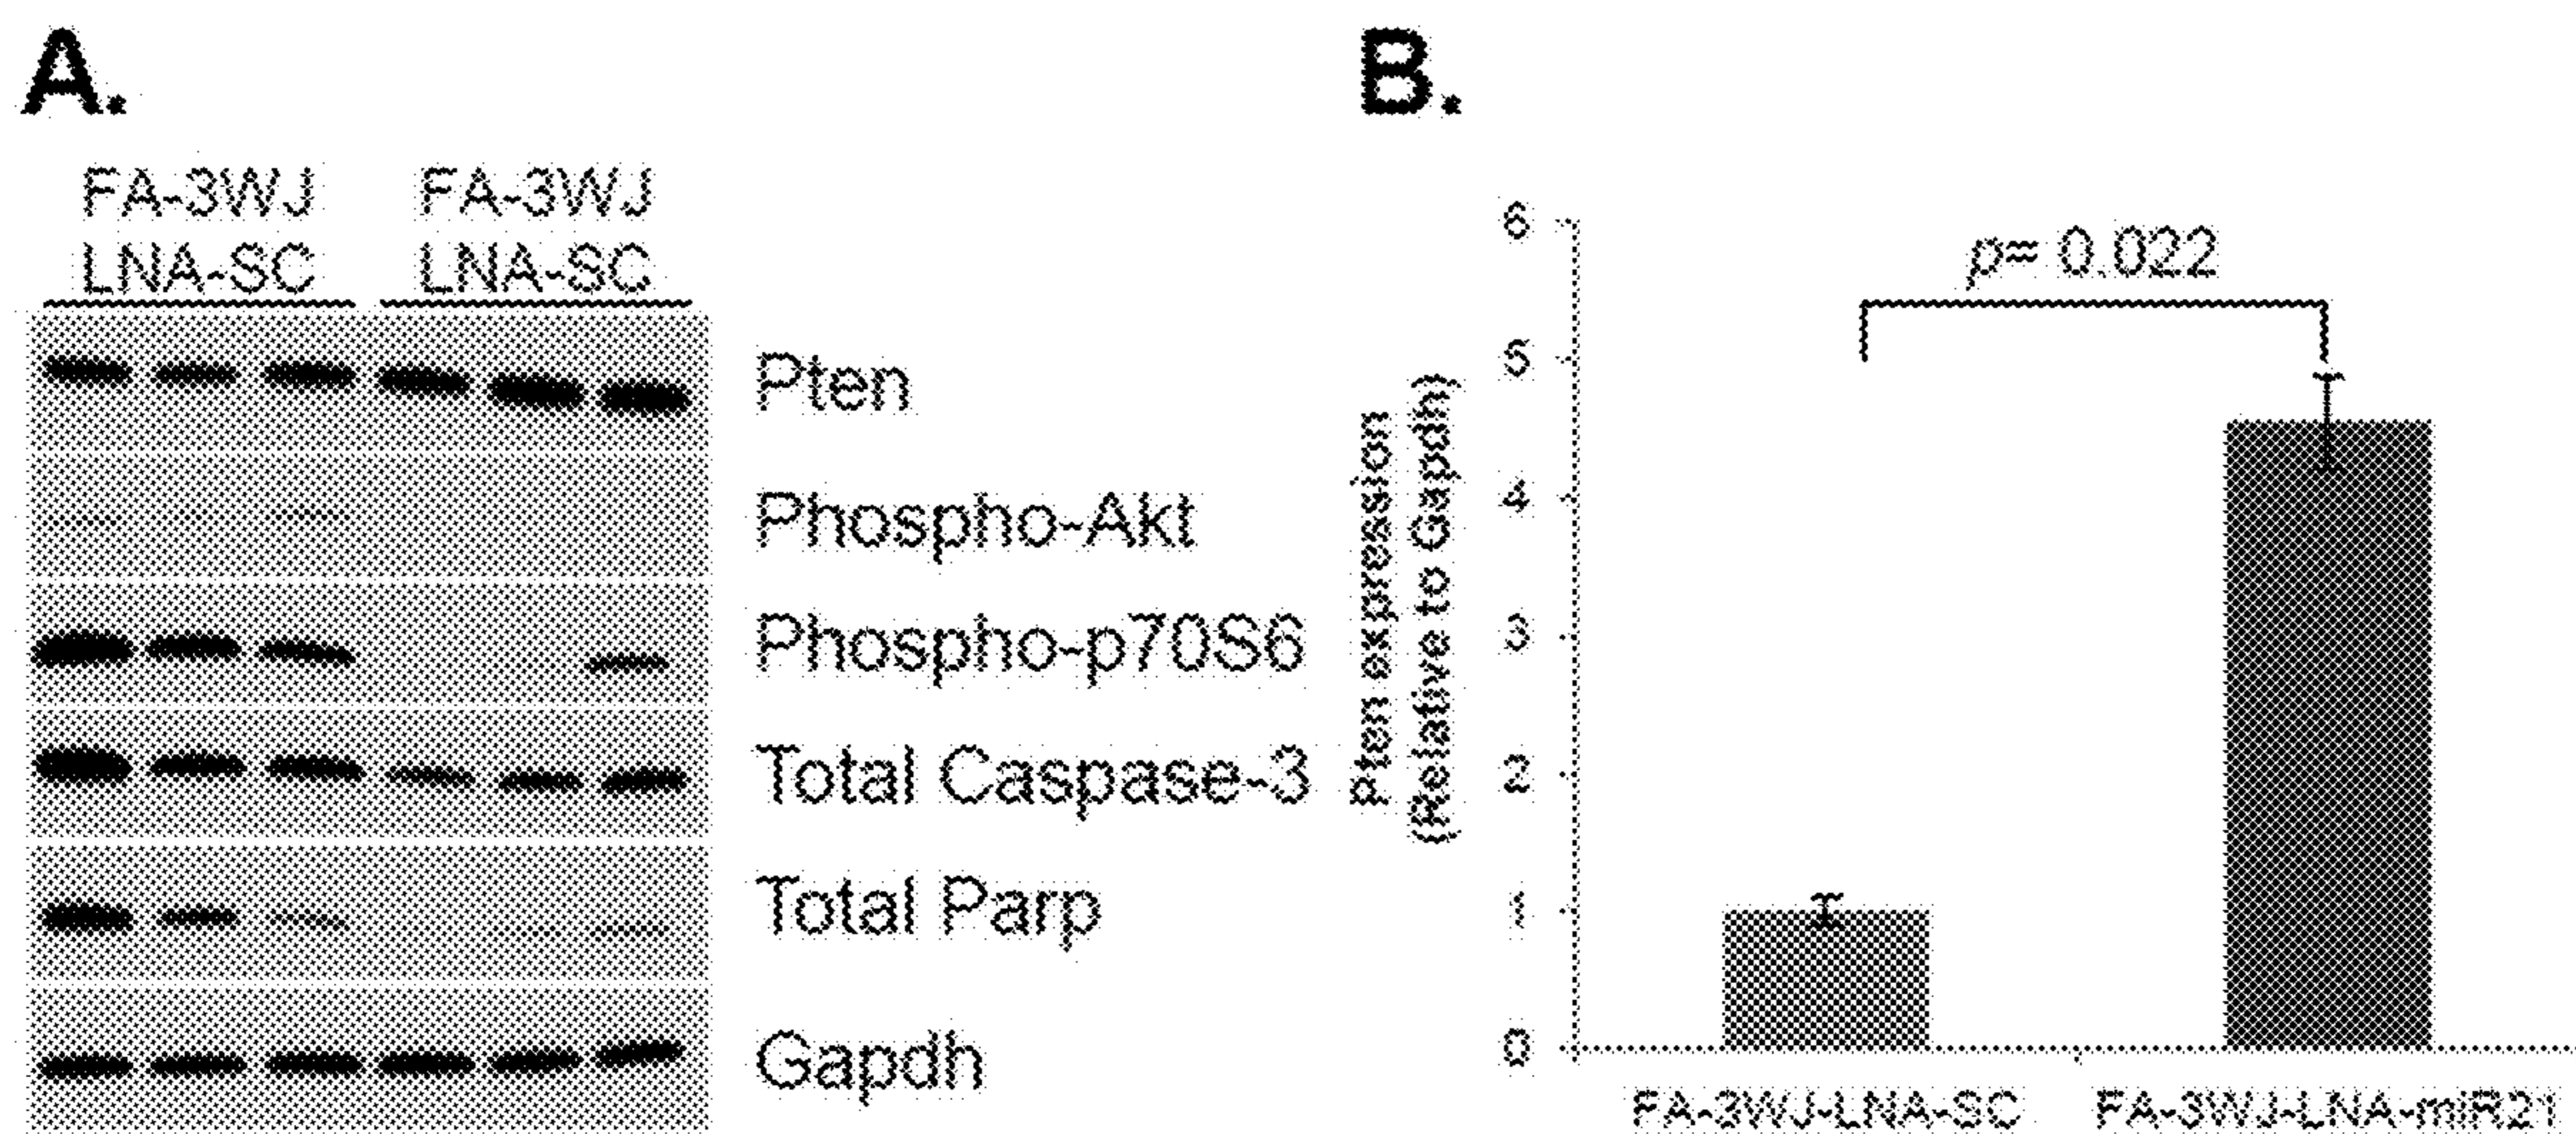 A.
FA-3WJ FA-3WJ
LNA-SC LNA-SC
Pten
Phospho-Akt
Phospho-p70S6
Total Caspase-3
Total Parp
Gapdh
B.
p= 0.022
Pten expression
(Relative to Gapdh)
6
5
4
3
2
1
0
FA-3WJ-LNA-SC FA-3WJ-LNA-miR21